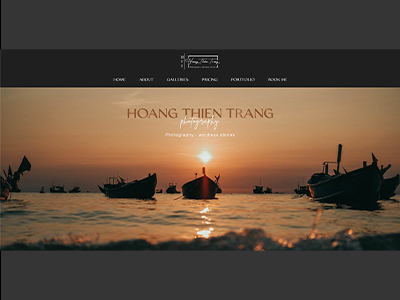 Hoang Thien Trang
HOME ABOUT GALLERIES PRICING PORTFOLIO BOOK ME
HOANG THIEN TRANG
photography
Photography - wordless stories